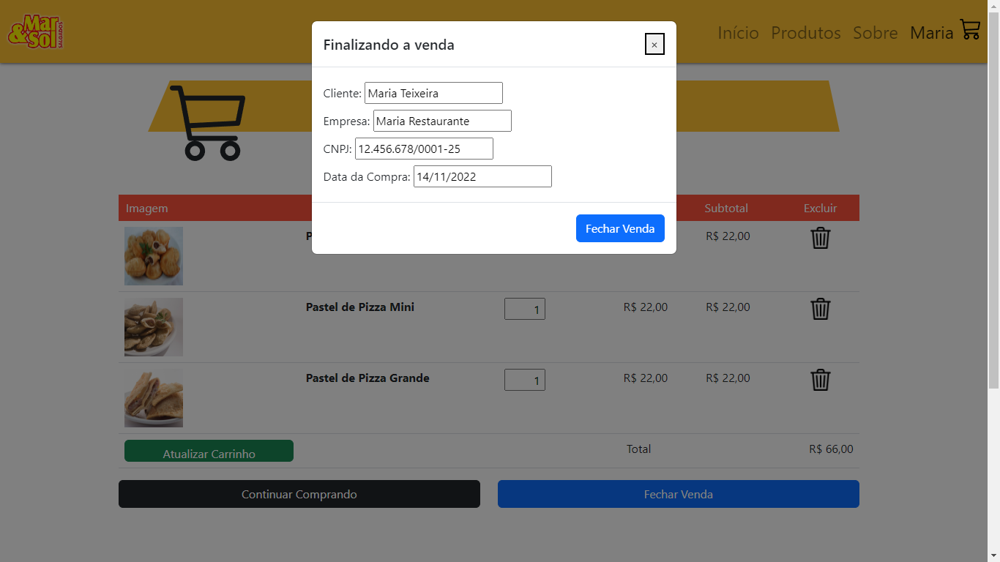 Mar
&Sol
SALGADOS
Início Produtos Sobre Maria
Finalizando a venda ×
Cliente: Maria Teixeira
Empresa: Maria Restaurante
CNPJ: 12.456.678/0001-25
Data da Compra: 14/11/2022
Fechar Venda
Imagem Subtotal Excluir
R$ 22,00
Pastel de Pizza Mini 1 R$ 22,00 R$ 22,00
Pastel de Pizza Grande 1 R$ 22,00 R$ 22,00
Atualizar Carrinho Total R$ 66,00
Continuar Comprando Fechar Venda